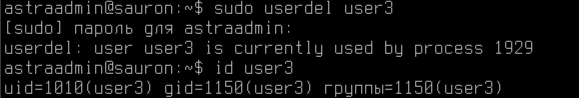 astraadmin@sauron:~$ sudo userdel user3
[sudo] пароль для astraadmin:
userdel: user user3 is currently used by process 1929
astraadmin@sauron:~$ id user3
uid=1010(user3) gid=1150(user3) группы=1150(user3)